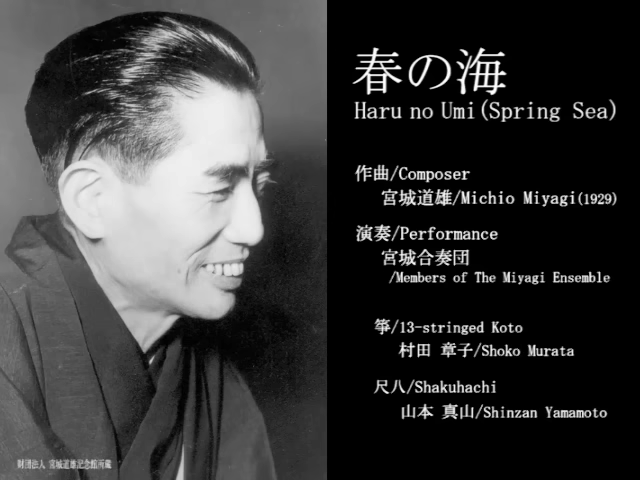 春の海
Haru no Umi(Spring Sea)
作曲/Composer
宮城道雄/Michio Miyagi(1929)
演奏/Performance
宮城合奏団
/Members of The Miyagi Ensemble
箏/13-stringed Koto
村田 章子/Shoko Murata
尺八/Shakuhachi
山本 真山/Shinzan Yamamoto
財団法人 宮城道雄記念館所蔵